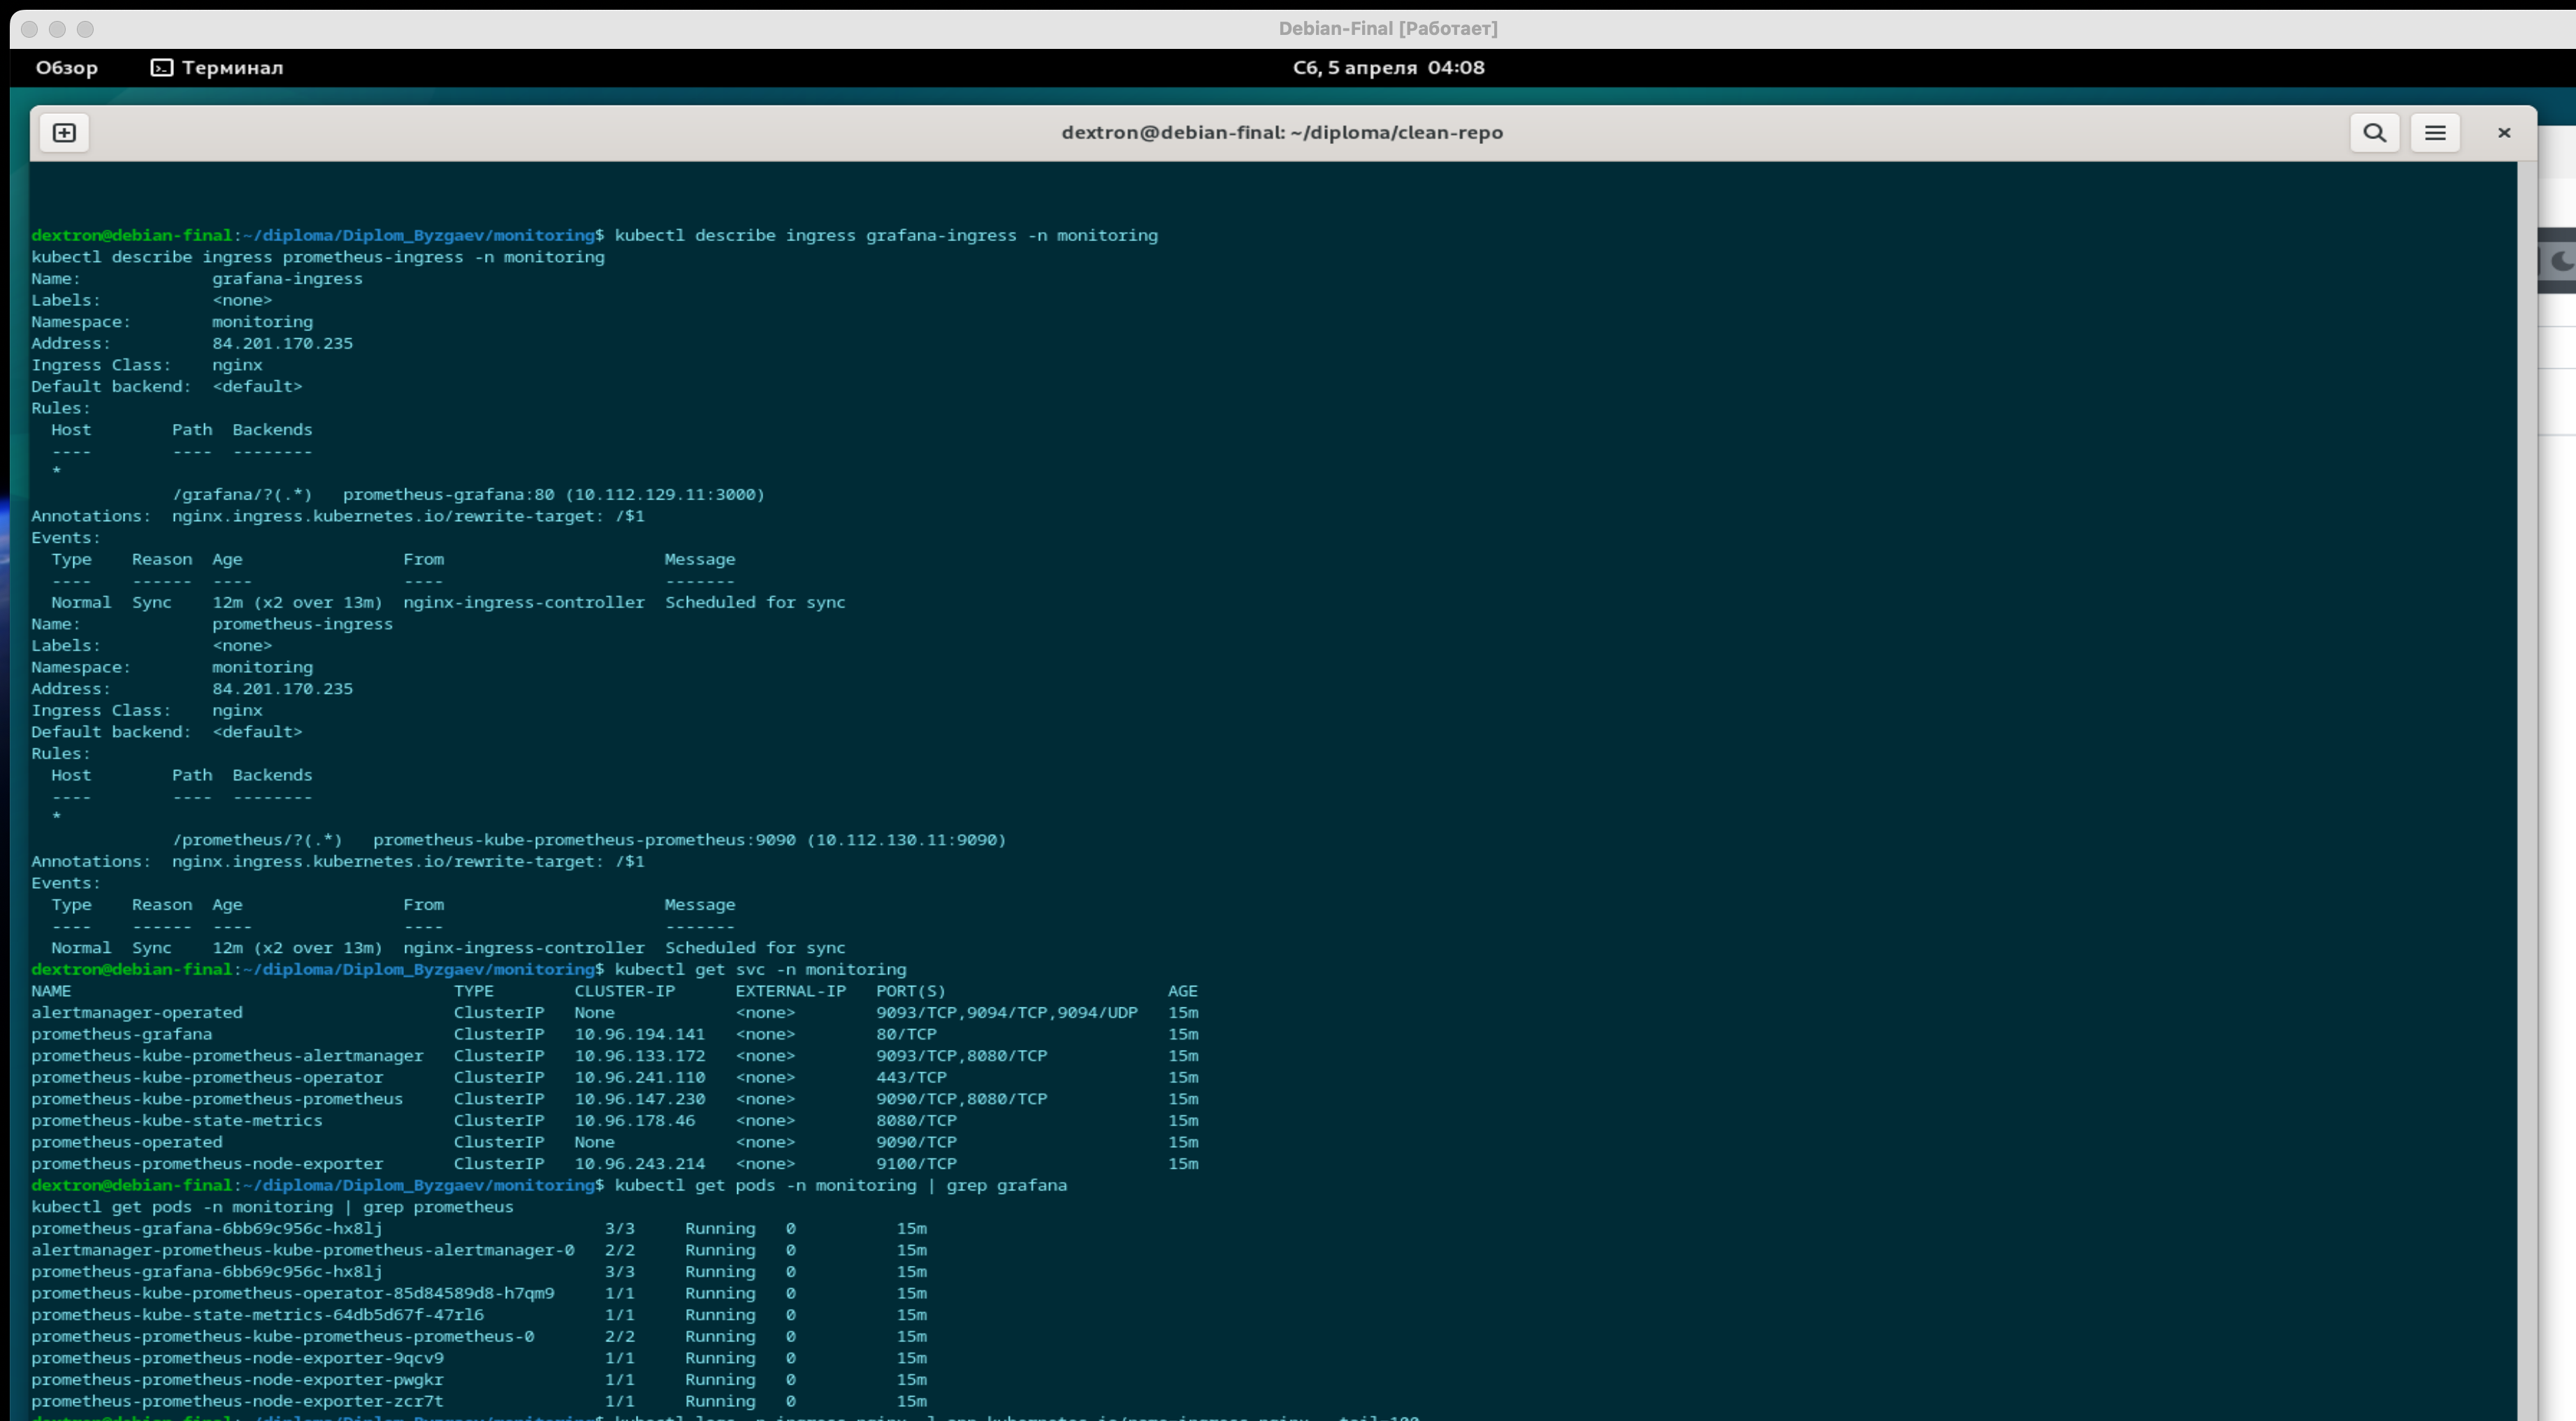 Debian-Final [Работает]
Обзор Терминал Сб, 5 апреля 04:08
dextron@debian-final: ~/diploma/clean-repo
dextron@debian-final:~/diploma/Diplom_Byzgaev/monitoring$ kubectl describe ingress grafana-ingress -n monitoring
kubectl describe ingress prometheus-ingress -n monitoring
Name:             grafana-ingress
Labels:           <none>
Namespace:        monitoring
Address:          84.201.170.235
Ingress Class:    nginx
Default backend:  <default>
Rules:
  Host        Path  Backends
  ----        ----  --------
  *
              /grafana/?(.*)   prometheus-grafana:80 (10.112.129.11:3000)
Annotations:  nginx.ingress.kubernetes.io/rewrite-target: /$1
Events:
  Type    Reason  Age                From                      Message
  ----    ------  ----               ----                      -------
  Normal  Sync    12m (x2 over 13m)  nginx-ingress-controller  Scheduled for sync
Name:             prometheus-ingress
Labels:           <none>
Namespace:        monitoring
Address:          84.201.170.235
Ingress Class:    nginx
Default backend:  <default>
Rules:
  Host        Path  Backends
  ----        ----  --------
  *
              /prometheus/?(.*)   prometheus-kube-prometheus-prometheus:9090 (10.112.130.11:9090)
Annotations:  nginx.ingress.kubernetes.io/rewrite-target: /$1
Events:
  Type    Reason  Age                From                      Message
  ----    ------  ----               ----                      -------
  Normal  Sync    12m (x2 over 13m)  nginx-ingress-controller  Scheduled for sync
dextron@debian-final:~/diploma/Diplom_Byzgaev/monitoring$ kubectl get svc -n monitoring
NAME                                      TYPE        CLUSTER-IP      EXTERNAL-IP   PORT(S)                      AGE
alertmanager-operated                     ClusterIP   None            <none>        9093/TCP,9094/TCP,9094/UDP   15m
prometheus-grafana                        ClusterIP   10.96.194.141   <none>        80/TCP                       15m
prometheus-kube-prometheus-alertmanager   ClusterIP   10.96.133.172   <none>        9093/TCP,8080/TCP            15m
prometheus-kube-prometheus-operator       ClusterIP   10.96.241.110   <none>        443/TCP                      15m
prometheus-kube-prometheus-prometheus     ClusterIP   10.96.147.230   <none>        9090/TCP,8080/TCP            15m
prometheus-kube-state-metrics             ClusterIP   10.96.178.46    <none>        8080/TCP                     15m
prometheus-operated                       ClusterIP   None            <none>        9090/TCP                     15m
prometheus-prometheus-node-exporter       ClusterIP   10.96.243.214   <none>        9100/TCP                     15m
dextron@debian-final:~/diploma/Diplom_Byzgaev/monitoring$ kubectl get pods -n monitoring | grep grafana
kubectl get pods -n monitoring | grep prometheus
prometheus-grafana-6bb69c956c-hx8lj                      3/3     Running   0          15m
alertmanager-prometheus-kube-prometheus-alertmanager-0   2/2     Running   0          15m
prometheus-grafana-6bb69c956c-hx8lj                      3/3     Running   0          15m
prometheus-kube-prometheus-operator-85d84589d8-h7qm9     1/1     Running   0          15m
prometheus-kube-state-metrics-64db5d67f-47rl6            1/1     Running   0          15m
prometheus-prometheus-kube-prometheus-prometheus-0       2/2     Running   0          15m
prometheus-prometheus-node-exporter-9qcv9                1/1     Running   0          15m
prometheus-prometheus-node-exporter-pwgkr                1/1     Running   0          15m
prometheus-prometheus-node-exporter-zcr7t                1/1     Running   0          15m